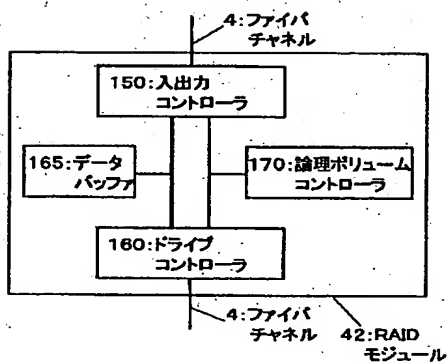 4:ファイバ
チャネル
150:入出力
コントローラ
165:データ
バッファ
170:論理ボリューム
コントローラ
160:ドライブ
コントローラ
4:ファイバ
チャネル
42:RAID
モジュール